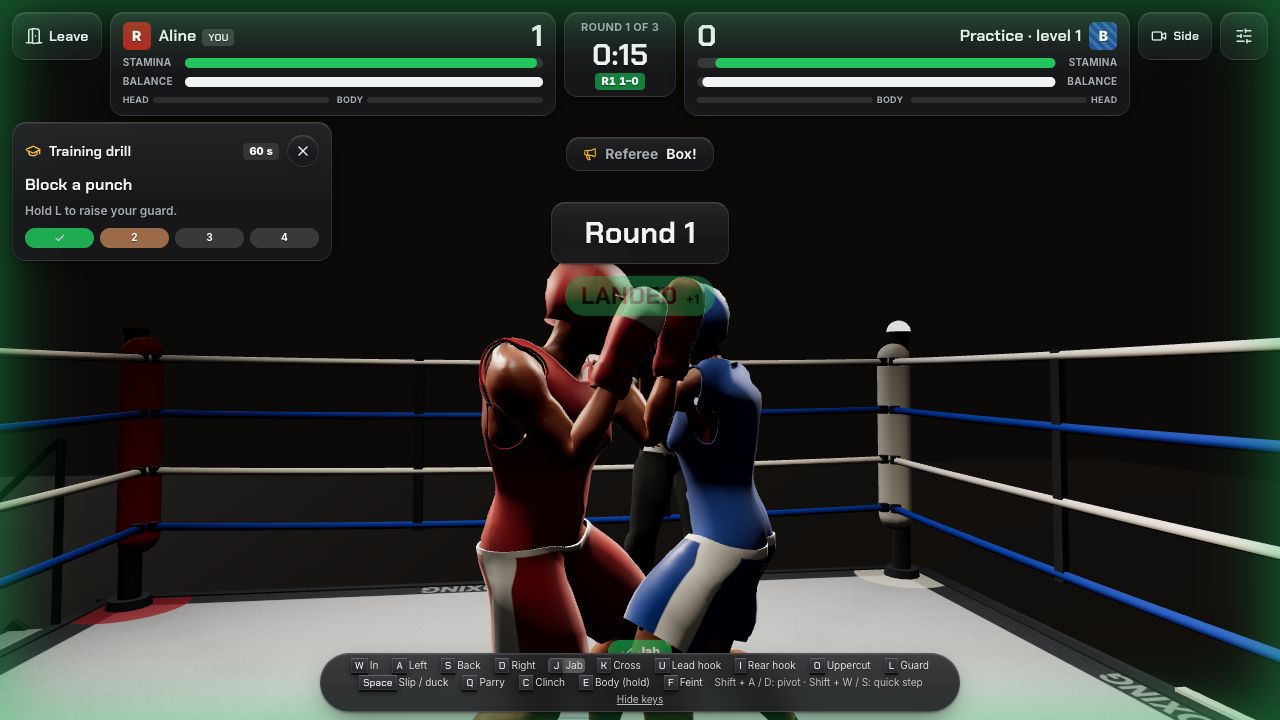 Leave
R Aline YOU 1
STAMINA
BALANCE
HEAD BODY
ROUND 1 OF 3
0:15
R1 1–0
0 Practice · level 1 B
STAMINA
BALANCE
BODY HEAD
Side
Training drill 60 s
Block a punch
Hold L to raise your guard.
2 3 4
Referee Box!
Round 1
LANDED +1
XING
XING
Jab
W In A Left S Back D Right J Jab K Cross U Lead hook I Rear hook O Uppercut L Guard
Space Slip / duck Q Parry C Clinch E Body (hold) F Feint Shift + A / D: pivot · Shift + W / S: quick step
Hide keys